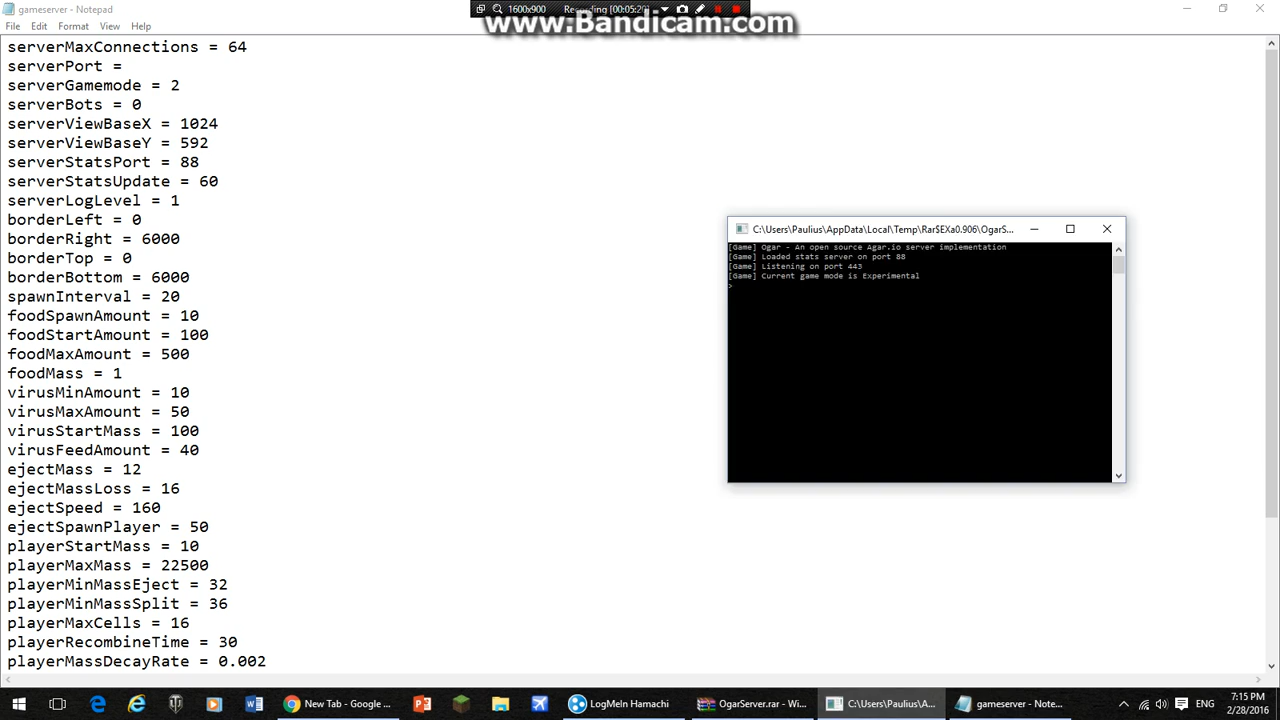 gameserver - Notepad
1600x900
Recording [00:05:20]
www.Bandicam.com
File Edit Format View Help
serverMaxConnections = 64
serverPort =
serverGamemode = 2
serverBots = 0
serverViewBaseX = 1024
serverViewBaseY = 592
serverStatsPort = 88
serverStatsUpdate = 60
serverLogLevel = 1
borderLeft = 0
borderRight = 6000
borderTop = 0
borderBottom = 6000
spawnInterval = 20
foodSpawnAmount = 10
foodStartAmount = 100
foodMaxAmount = 500
foodMass = 1
virusMinAmount = 10
virusMaxAmount = 50
virusStartMass = 100
virusFeedAmount = 40
ejectMass = 12
ejectMassLoss = 16
ejectSpeed = 160
ejectSpawnPlayer = 50
playerStartMass = 10
playerMaxMass = 22500
playerMinMassEject = 32
playerMinMassSplit = 36
playerMaxCells = 16
playerRecombineTime = 30
playerMassDecayRate = 0.002
C:\Users\Paulius\AppData\Local\Temp\Rar$EXa0.906\OgarS...
[Game] Ogar - An open source Agar.io server implementation
[Game] Loaded stats server on port 88
[Game] Listening on port 443
[Game] Current game mode is Experimental
>
New Tab - Google ...
LogMeIn Hamachi
OgarServer.rar - Wi...
C:\Users\Paulius\A...
gameserver - Note...
ENG
7:15 PM
2/28/2016